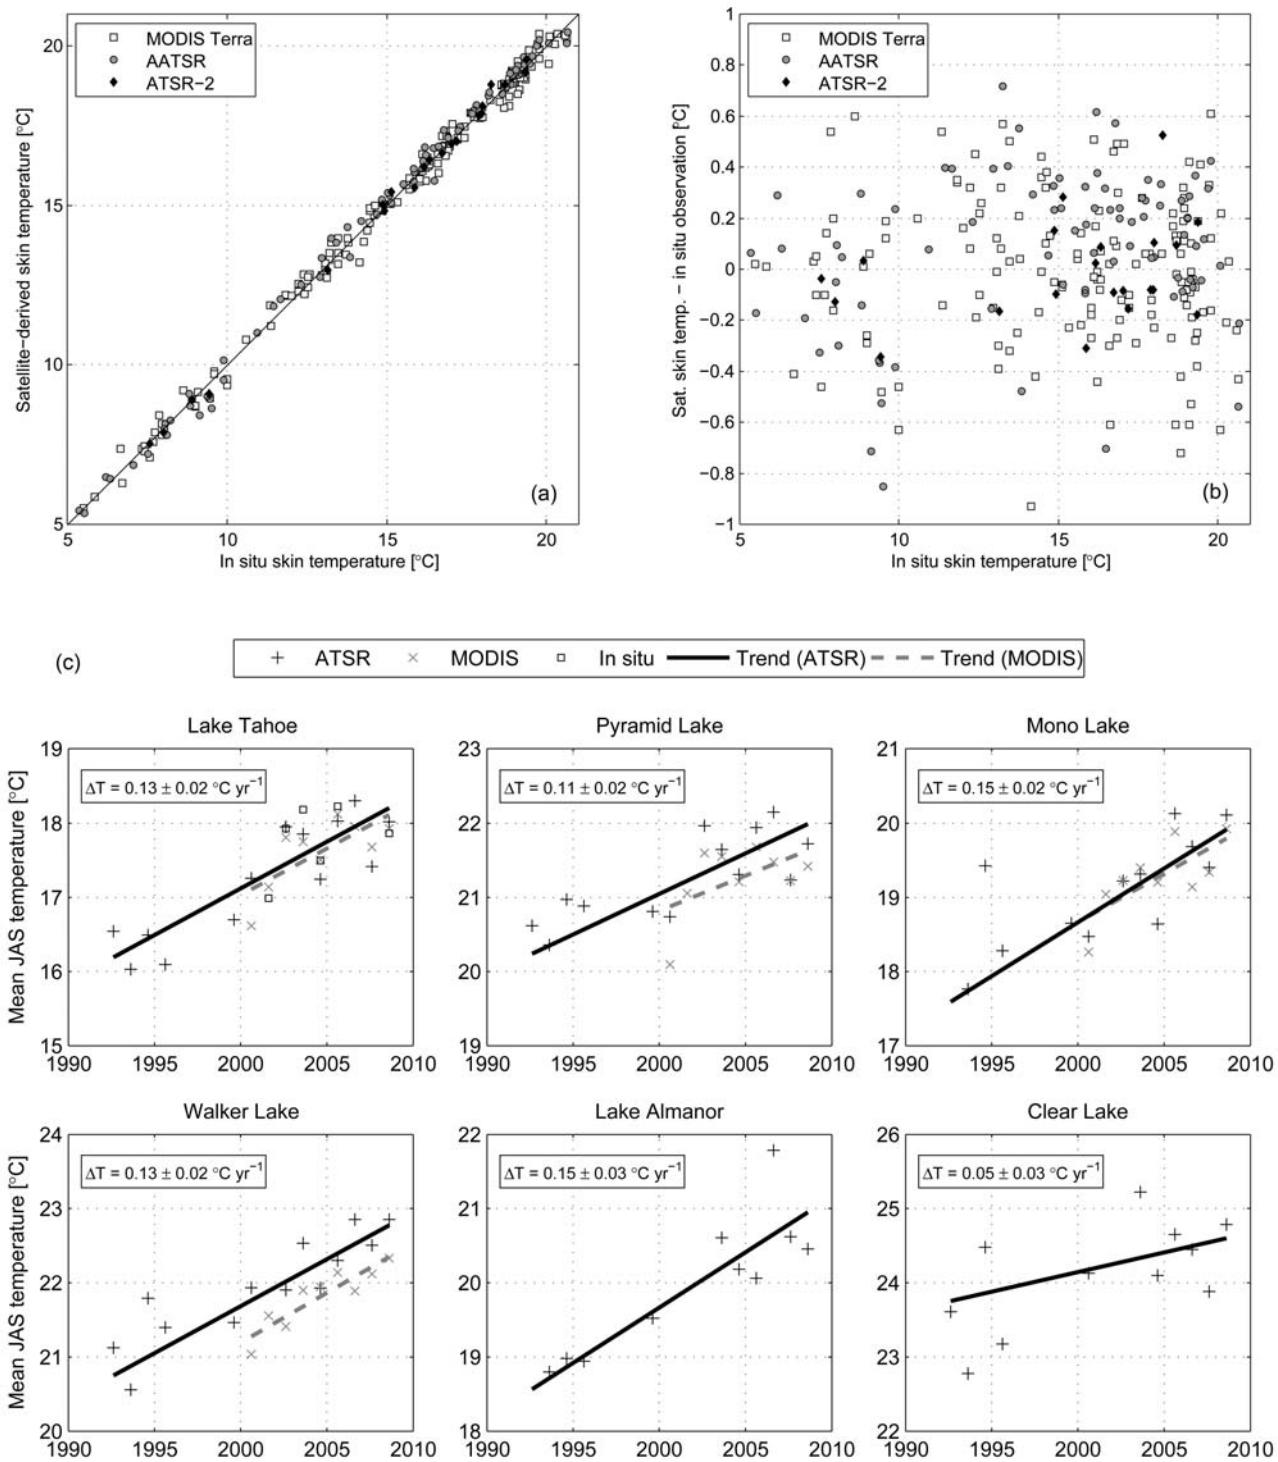 MODIS Terra
AATSR
ATSR−2
20
15
10
5
5 10 15 20
Satellite−derived skin temperature [°C]
In situ skin temperature [°C]
(a)
MODIS Terra
AATSR
ATSR−2
1
0.8
0.6
0.4
0.2
0
−0.2
−0.4
−0.6
−0.8
−1
5 10 15 20
Sat. skin temp. − in situ observation [°C]
In situ skin temperature [°C]
(b)
(c)
ATSR MODIS In situ Trend (ATSR) Trend (MODIS)
Lake Tahoe
ΔT = 0.13 ± 0.02 °C yr⁻¹
Mean JAS temperature [°C]
19
18
17
16
15
1990 1995 2000 2005 2010
Pyramid Lake
ΔT = 0.11 ± 0.02 °C yr⁻¹
23
22
21
20
19
1990 1995 2000 2005 2010
Mono Lake
ΔT = 0.15 ± 0.02 °C yr⁻¹
21
20
19
18
17
1990 1995 2000 2005 2010
Walker Lake
ΔT = 0.13 ± 0.02 °C yr⁻¹
Mean JAS temperature [°C]
24
23
22
21
20
1990 1995 2000 2005 2010
Lake Almanor
ΔT = 0.15 ± 0.03 °C yr⁻¹
22
21
20
19
18
1990 1995 2000 2005 2010
Clear Lake
ΔT = 0.05 ± 0.03 °C yr⁻¹
26
25
24
23
22
1990 1995 2000 2005 2010